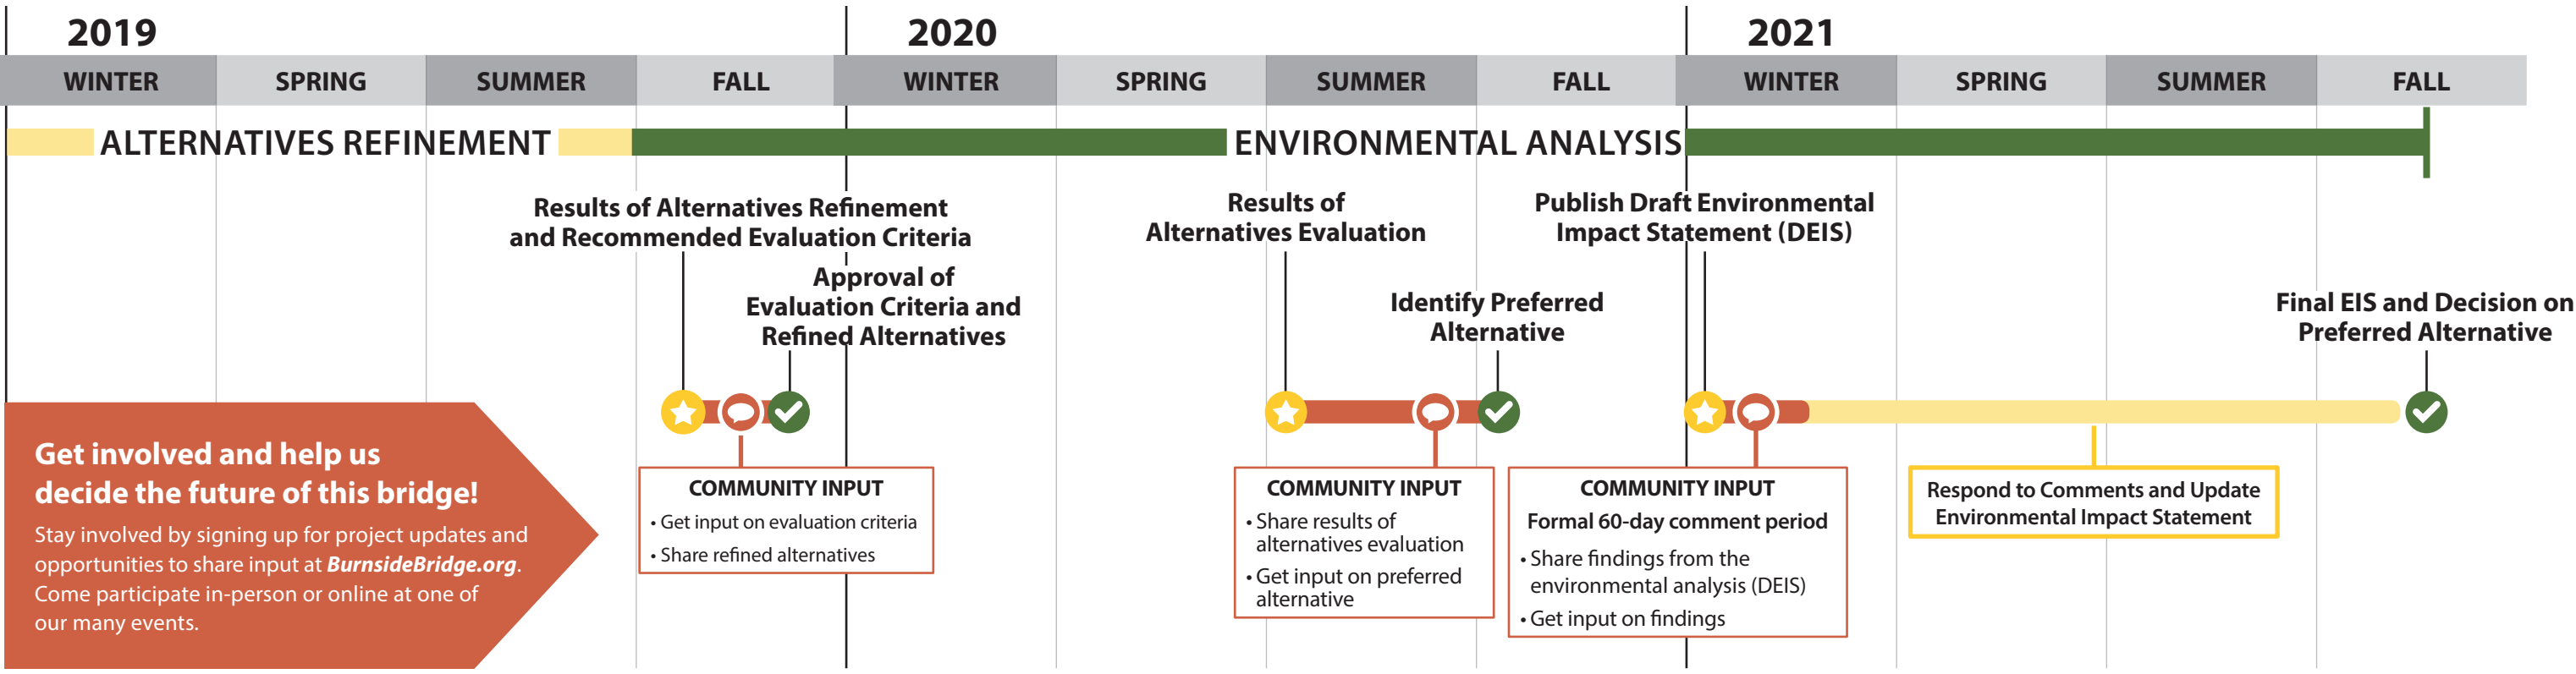 2019
2020
2021
WINTER
SPRING
SUMMER
FALL
WINTER
SPRING
SUMMER
FALL
WINTER
SPRING
SUMMER
FALL
ALTERNATIVES REFINEMENT
ENVIRONMENTAL ANALYSIS
Results of Alternatives Refinement
and Recommended Evaluation Criteria
Approval of
Evaluation Criteria and
Refined Alternatives
Results of
Alternatives Evaluation
Identify Preferred
Alternative
Publish Draft Environmental
Impact Statement (DEIS)
Final EIS and Decision on
Preferred Alternative
Get involved and help us
decide the future of this bridge!
Stay involved by signing up for project updates and
opportunities to share input at BurnsideBridge.org.
Come participate in-person or online at one of
our many events.
COMMUNITY INPUT
• Get input on evaluation criteria
• Share refined alternatives
COMMUNITY INPUT
• Share results of
alternatives evaluation
• Get input on preferred
alternative
COMMUNITY INPUT
Formal 60-day comment period
• Share findings from the
environmental analysis (DEIS)
• Get input on findings
Respond to Comments and Update
Environmental Impact Statement